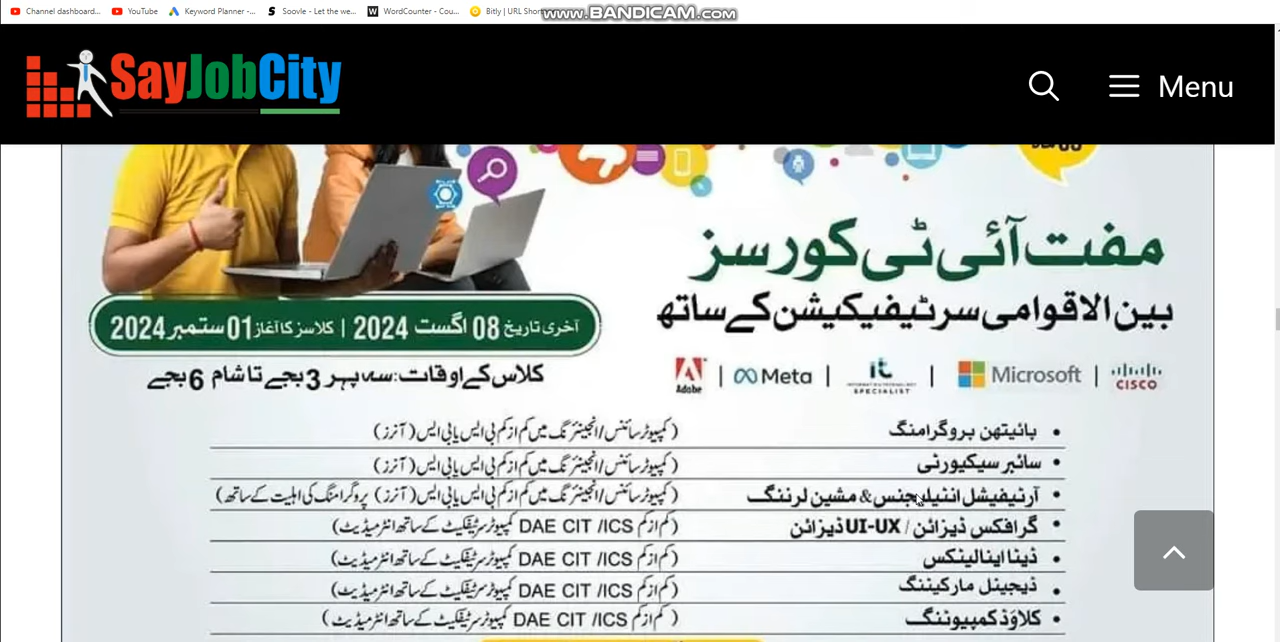 Channel dashboard... YouTube Keyword Planner -... Soovle - Let the we... WordCounter - Cou... Bitly | URL Shor
www.BANDICAM.com
SayJobCity
Menu
مفت آئی ٹی کورسز
بین الاقوامی سرٹیفیکیشن کے ساتھ
آخری تاریخ 08 اگست 2024 | کلاسز کا آغاز 01 ستمبر 2024
کلاس کے اوقات: سہ پہر 3 بجے تا شام 6 بجے
Adobe | Meta | INFORMATION TECHNOLOGY SPECIALIST | Microsoft | CISCO
• پائیتھن پروگرامنگ (کمپیوٹر سائنس/انجینئرنگ میں کم از کم بی ایس یا بی ایس (آنرز)
• سائبر سیکیورٹی (کمپیوٹر سائنس/انجینئرنگ میں کم از کم بی ایس یا بی ایس (آنرز)
• آرٹیفیشل انٹیلیجنس & مشین لرننگ (کمپیوٹر سائنس/انجینئرنگ میں کم از کم بی ایس یا بی ایس (آنرز) پروگرامنگ کی اہلیت کے ساتھ)
• گرافکس ڈیزائن / UI-UX ڈیزائن (کم از کم DAE CIT /ICS کمپیوٹر سرٹیفکیٹ کے ساتھ انٹرمیڈیٹ)
• ڈیٹا اینالیٹکس (کم از کم DAE CIT /ICS کمپیوٹر سرٹیفکیٹ کے ساتھ انٹرمیڈیٹ)
• ڈیجیٹل مارکیٹنگ (کم از کم DAE CIT /ICS کمپیوٹر سرٹیفکیٹ کے ساتھ انٹرمیڈیٹ)
• کلاؤڈ کمپیوٹنگ (کم از کم DAE CIT /ICS کمپیوٹر سرٹیفکیٹ کے ساتھ انٹرمیڈیٹ)